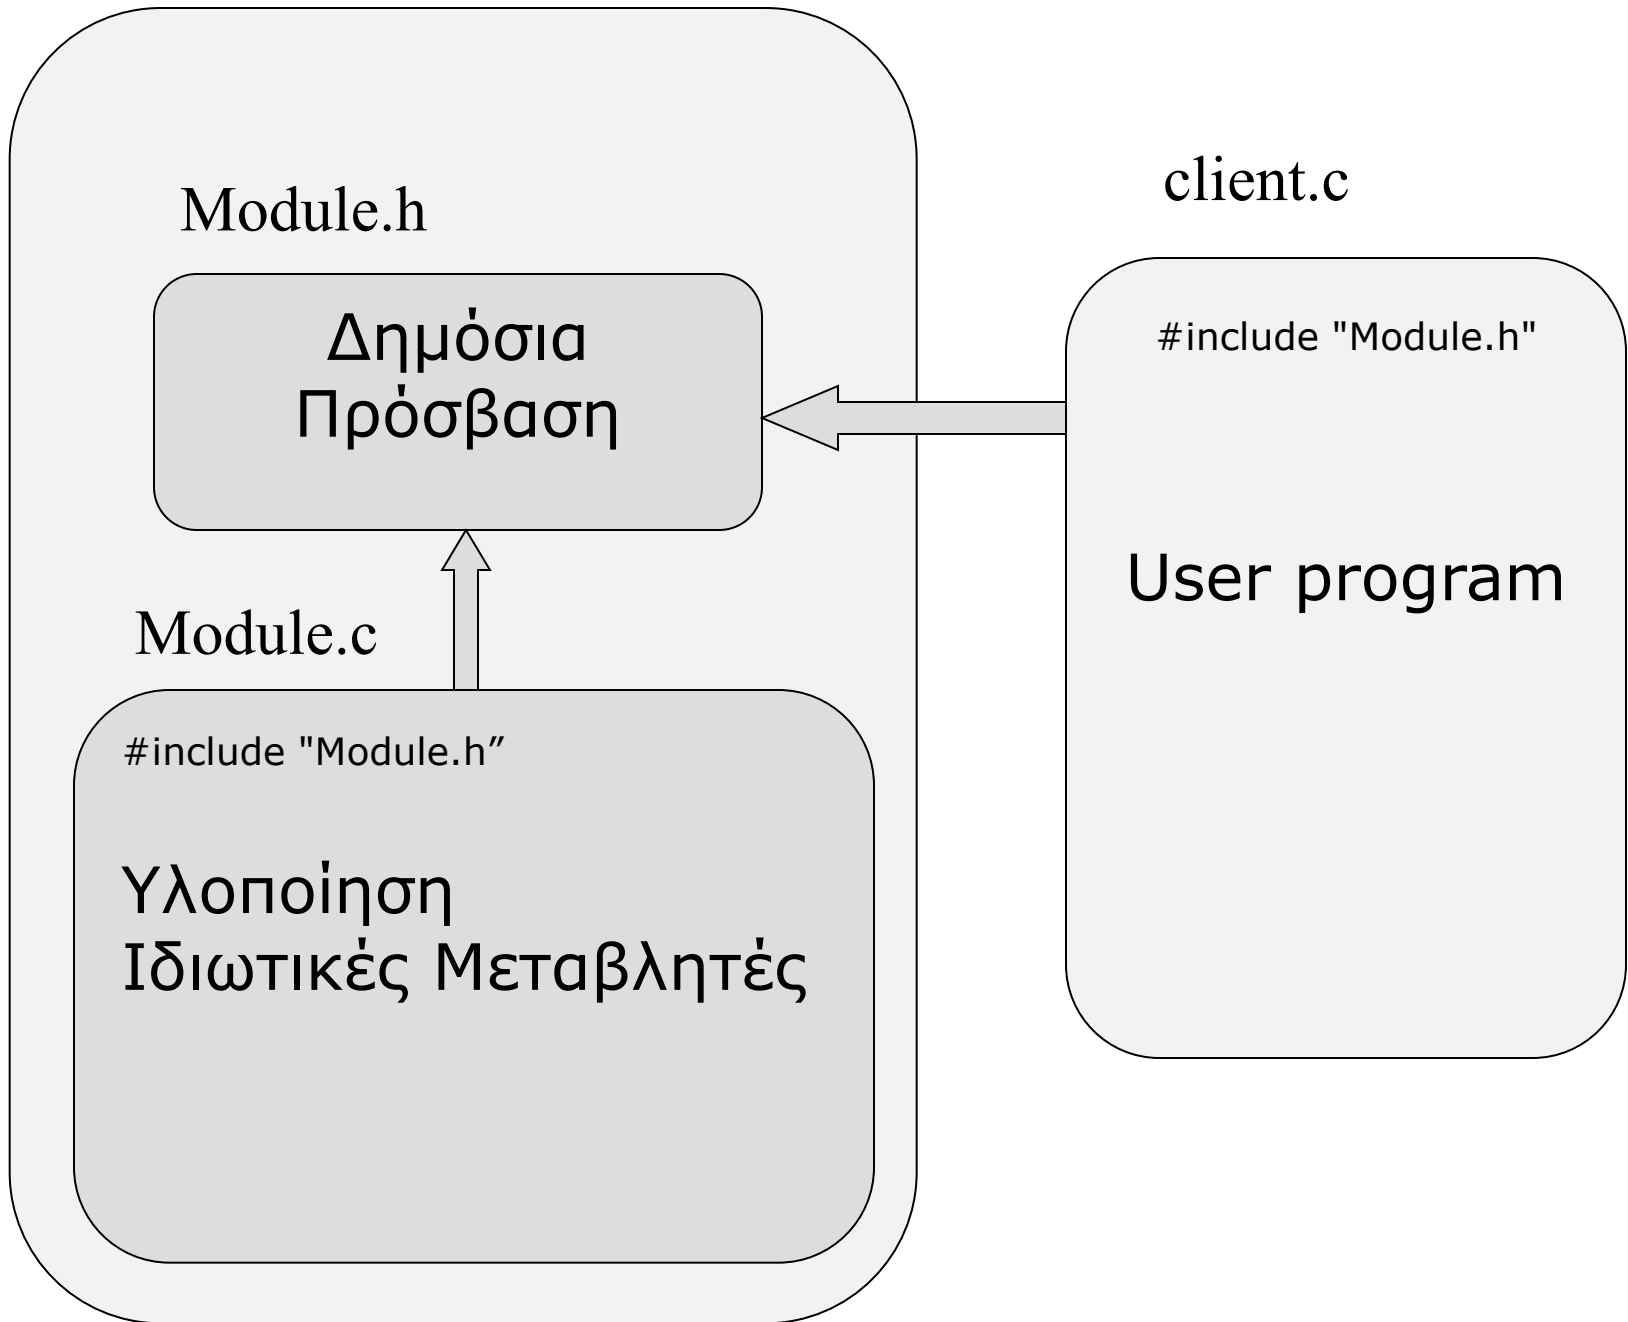 Module.h
Δημόσια
Πρόσβαση
Module.c
#include "Module.h”
Υλοποίηση
Ιδιωτικές Μεταβλητές
client.c
#include "Module.h"
User program